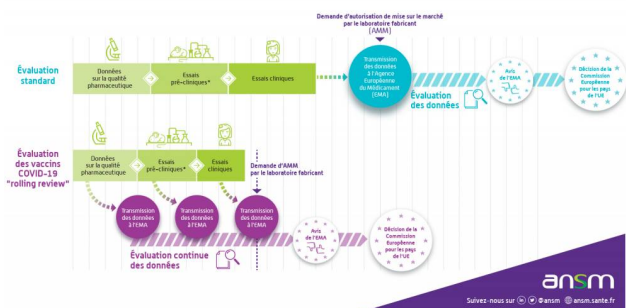 Demande d'autorisation de mise sur le marché
par le laboratoire fabricant
(AMM)
Évaluation
standard
Données
sur la qualité
pharmaceutique
Essais
pré-cliniques*
Essais cliniques
Transmission
des données
à l'Agence
Européenne
du Médicament
(EMA)
Évaluation
des données
Avis
de l'EMA
Décision de la
Commission
Européenne
pour les pays
de l'UE
Évaluation
des vaccins
COVID-19
"rolling review"
Données
sur la qualité
pharmaceutique
Essais
pré-cliniques*
Essais
cliniques
Demande d'AMM
par le laboratoire fabricant
Transmission
des données
à l'EMA
Transmission
des données
à l'EMA
Transmission
des données
à l'EMA
Évaluation continue
des données
Avis
de l'EMA
Décision de la
Commission
Européenne
pour les pays
de l'UE
ansm
Suivez-nous sur in @ansm ansm.sante.fr